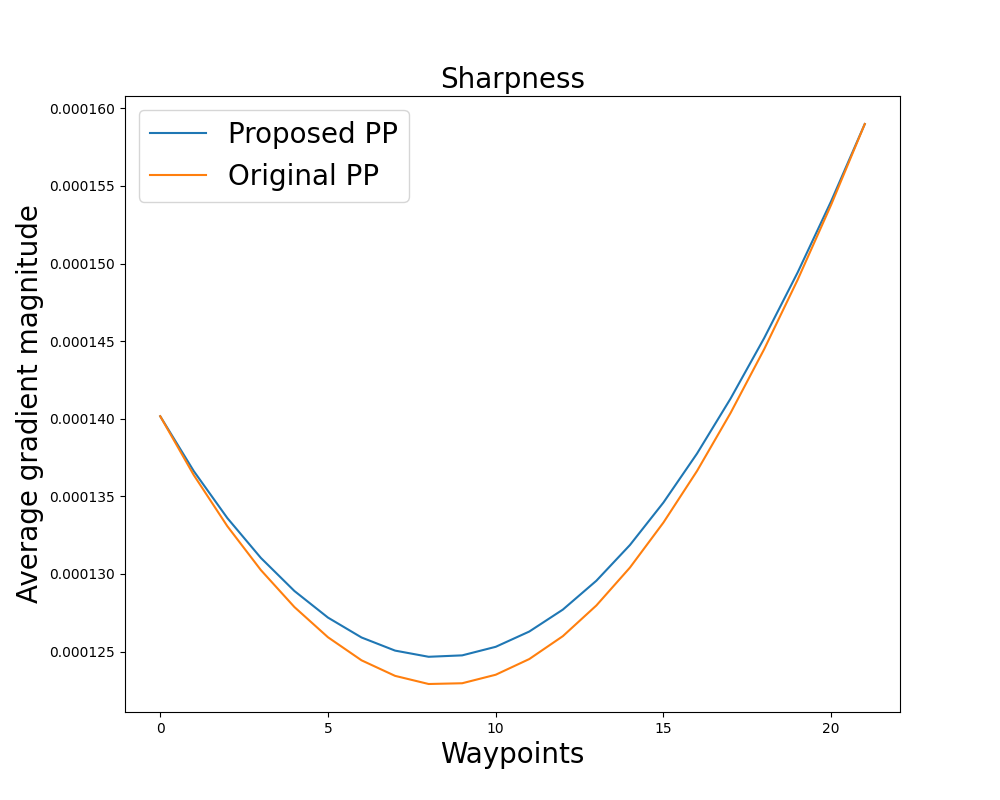 Sharpness
Proposed PP
Original PP
Average gradient magnitude
0.000160
0.000155
0.000150
0.000145
0.000140
0.000135
0.000130
0.000125
0 5 10 15 20
Waypoints